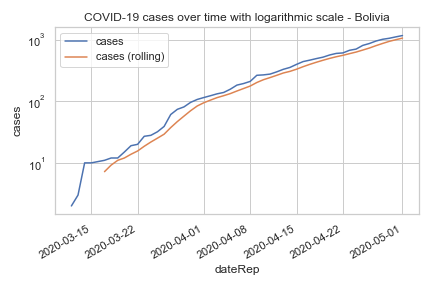 COVID-19 cases over time with logarithmic scale - Bolivia
cases
cases (rolling)
10³
10²
10¹
cases
2020-03-15
2020-03-22
2020-04-01
2020-04-08
2020-04-15
2020-04-22
2020-05-01
dateRep